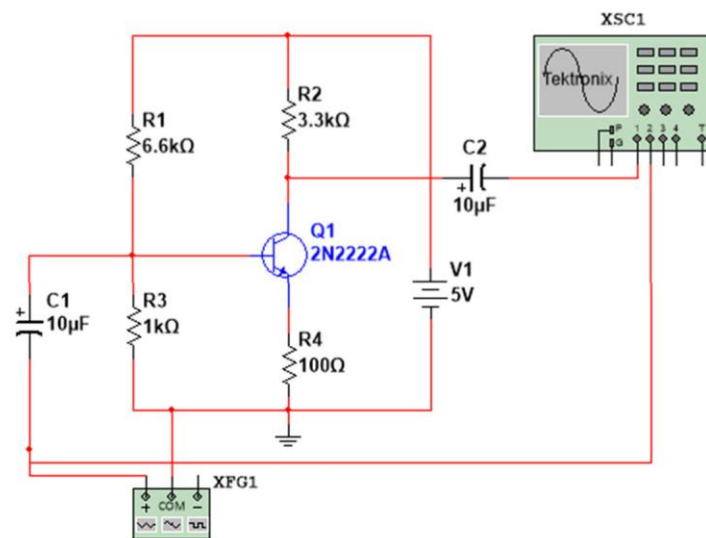 XSC1
Tektronix
P
G
1 2 3 4 T
R1
6.6kΩ
R2
3.3kΩ
C2
+
10µF
Q1
2N2222A
V1
5V
C1
+
10µF
R3
1kΩ
R4
100Ω
XFG1
+ COM −